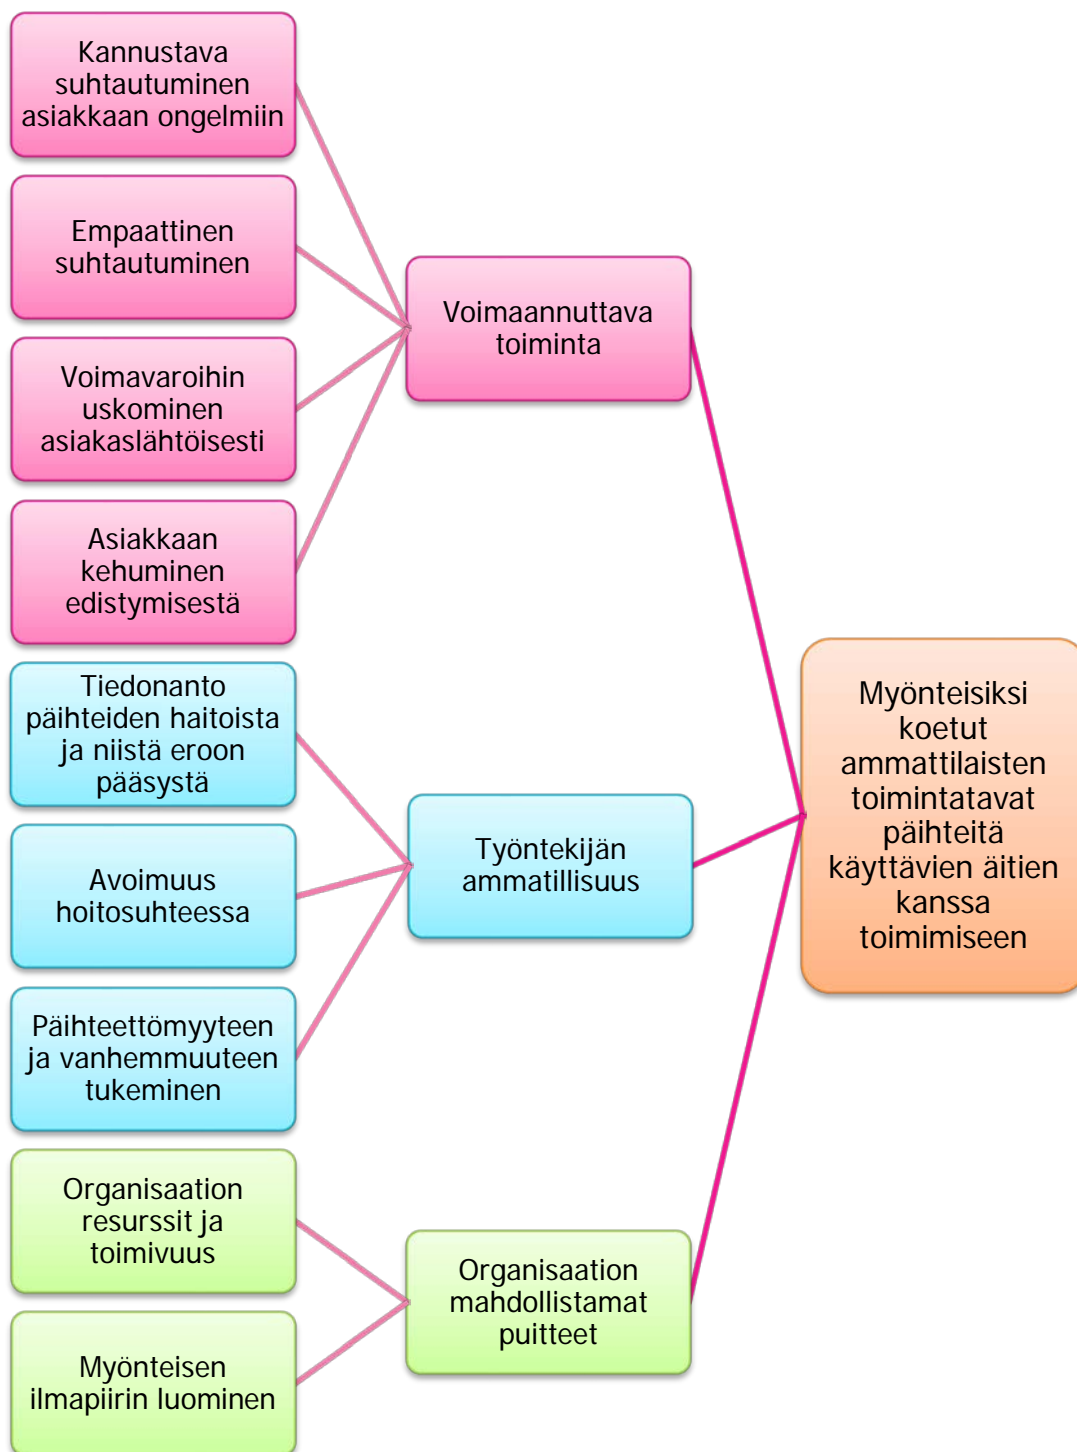 Kannustava
suhtautuminen
asiakkaan ongelmiin
Empaattinen
suhtautuminen
Voimavaroihin
uskominen
asiakaslähtöisesti
Asiakkaan
kehuminen
edistymisestä
Tiedonanto
päihteiden haitoista
ja niistä eroon
pääsystä
Avoimuus
hoitosuhteessa
Päihteettömyyteen
ja vanhemmuuteen
tukeminen
Organisaation
resurssit ja
toimivuus
Myönteisen
ilmapiirin luominen
Voimaannuttava
toiminta
Työntekijän
ammatillisuus
Organisaation
mahdollistamat
puitteet
Myönteisiksi
koetut
ammattilaisten
toimintatavat
päihteitä
käyttävien äitien
kanssa
toimimiseen